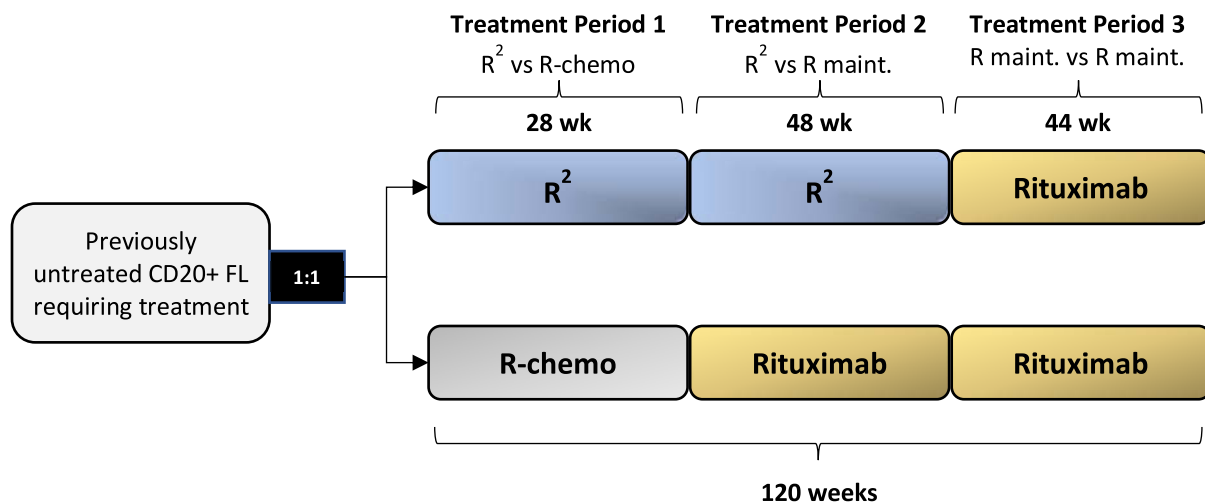 Treatment Period 1
R² vs R-chemo
28 wk
Treatment Period 2
R² vs R maint.
48 wk
Treatment Period 3
R maint. vs R maint.
44 wk
R²
R²
Rituximab
Previously
untreated CD20+ FL
requiring treatment
1:1
R-chemo
Rituximab
Rituximab
120 weeks